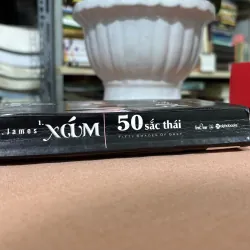 .James
XÁM
50 sắc thái
FIFTY SHADES OF GREY